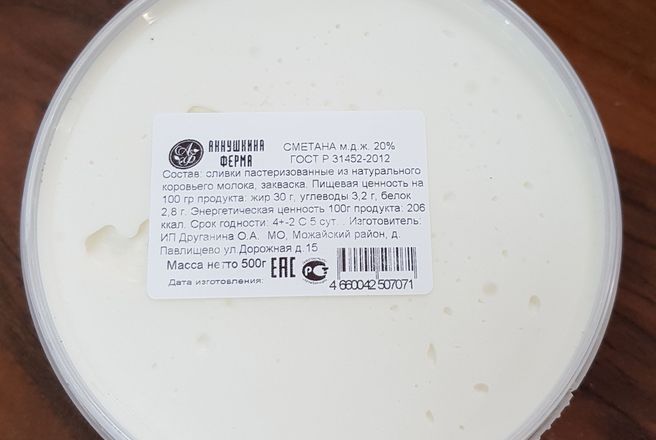 АННУШКИНА
ФЕРМА
СМЕТАНА м.д.ж. 20%
ГОСТ Р 31452-2012
Состав: сливки пастеризованные из натурального
коровьего молока, закваска. Пищевая ценность на
100 гр продукта: жир 30 г, углеводы 3,2 г, белок
2,8 г. Энергетическая ценность 100г продукта: 206
ккал. Срок годности: 4+-2 С 5 сут. . Изготовитель:
ИП Друганина О.А. МО, Можайский район, д.
Павлищево ул.Дорожная д.15
Масса нетто 500г
ЕАС
Дата изготовления:
4 660042 507071